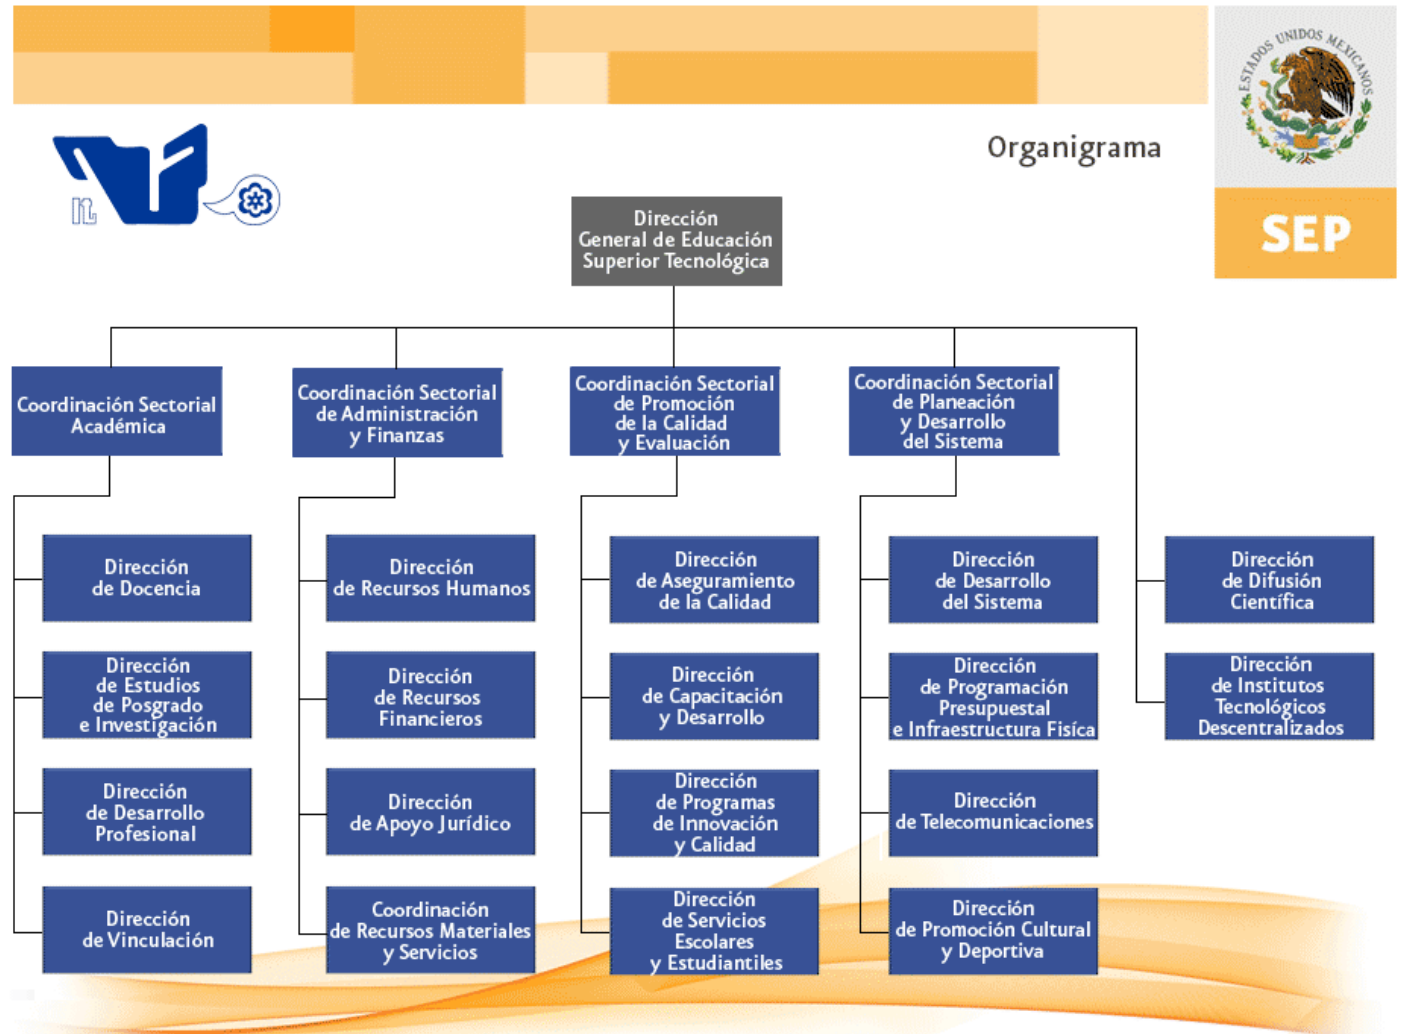 ESTADOS UNIDOS MEXICANOS
SEP
Organigrama
Dirección
General de Educación
Superior Tecnológica
Coordinación Sectorial
Académica
Dirección
de Docencia
Dirección
de Estudios
de Posgrado
e Investigación
Dirección
de Desarrollo
Profesional
Dirección
de Vinculación
Coordinación Sectorial
de Administración
y Finanzas
Dirección
de Recursos Humanos
Dirección
de Recursos
Financieros
Dirección
de Apoyo Jurídico
Coordinación
de Recursos Materiales
y Servicios
Coordinación Sectorial
de Promoción
de la Calidad
y Evaluación
Dirección
de Aseguramiento
de la Calidad
Dirección
de Capacitación
y Desarrollo
Dirección
de Programas
de Innovación
y Calidad
Dirección
de Servicios
Escolares
y Estudiantiles
Coordinación Sectorial
de Planeación
y Desarrollo
del Sistema
Dirección
de Desarrollo
del Sistema
Dirección
de Programación
Presupuestal
e Infraestructura Fisíca
Dirección
de Telecomunicaciones
Dirección
de Promoción Cultural
y Deportiva
Dirección
de Difusión
Científica
Dirección
de Institutos
Tecnológicos
Descentralizados